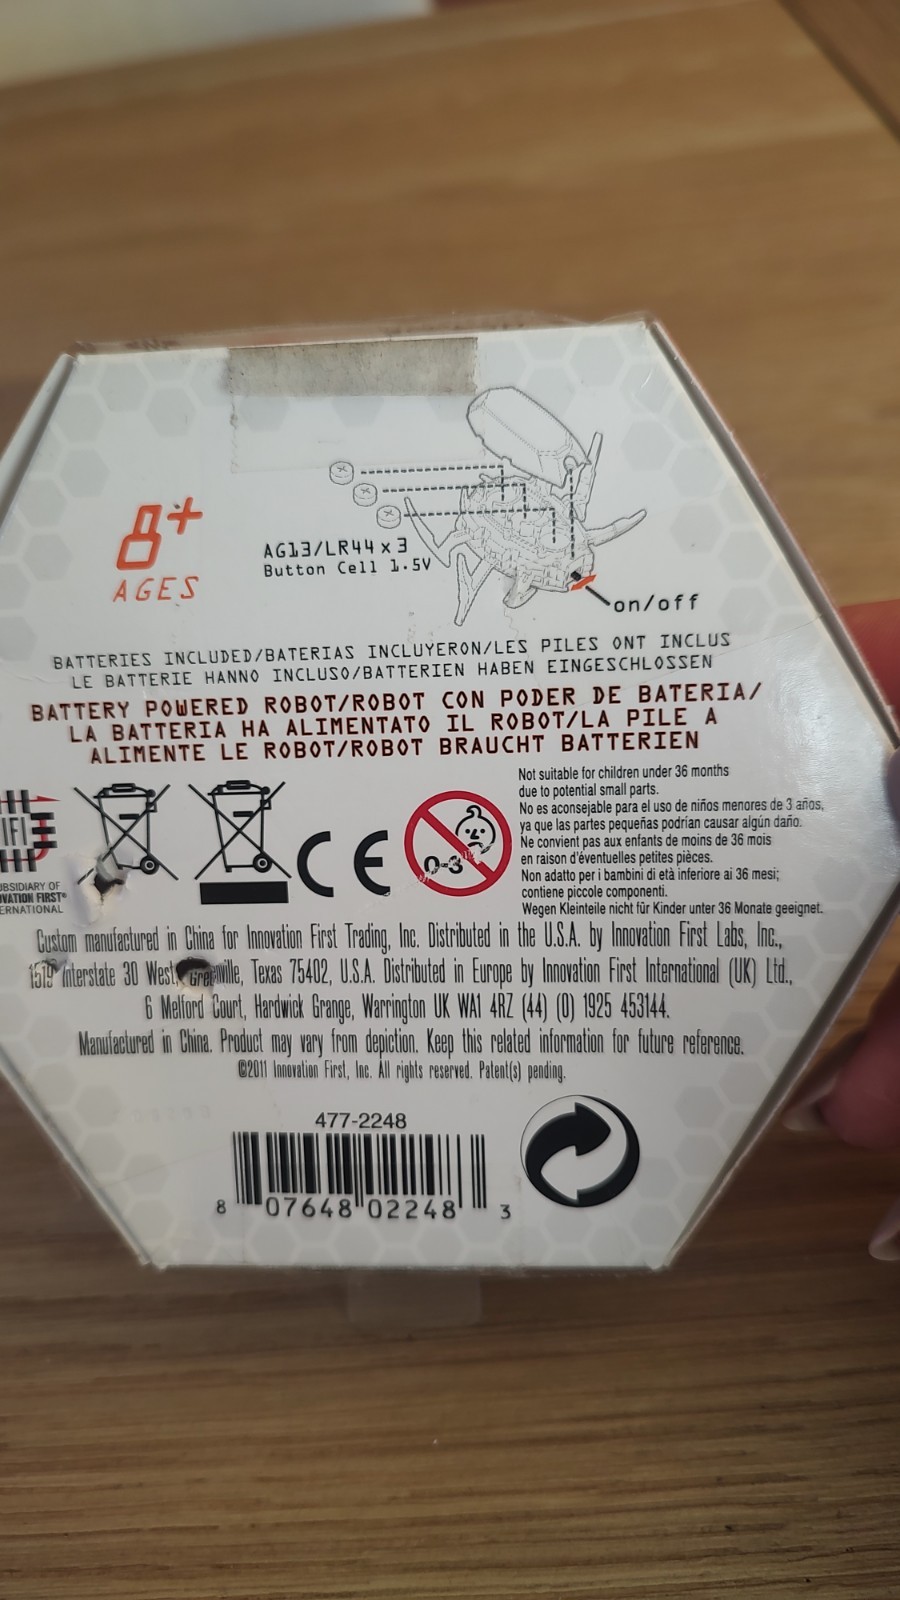 8+
AGES
AG13/LR44 x 3
Button Cell 1.5V
on/off
BATTERIES INCLUDED/BATERIAS INCLUYERON/LES PILES ONT INCLUS
LE BATTERIE HANNO INCLUSO/BATTERIEN HABEN EINGESCHLOSSEN
BATTERY POWERED ROBOT/ROBOT CON PODER DE BATERIA/
LA BATTERIA HA ALIMENTATO IL ROBOT/LA PILE A
ALIMENTE LE ROBOT/ROBOT BRAUCHT BATTERIEN
IFI
BSIDIARY OF
VATION FIRST®
ERNATIONAL
CE
0-3
Not suitable for children under 36 months
due to potential small parts.
No es aconsejable para el uso de niños menores de 3 años,
ya que las partes pequeñas podrían causar algún daño.
Ne convient pas aux enfants de moins de 36 mois
en raison d'éventuelles petites pièces.
Non adatto per i bambini di età inferiore ai 36 mesi;
contiene piccole componenti.
Wegen Kleinteile nicht für Kinder unter 36 Monate geeignet.
Custom manufactured in China for Innovation First Trading, Inc. Distributed in the U.S.A. by Innovation First Labs, Inc.,
1519 Interstate 30 West, Greenville, Texas 75402, U.S.A. Distributed in Europe by Innovation First International (UK) Ltd.,
6 Melford Court, Hardwick Grange, Warrington UK WA1 4RZ (44) (0) 1925 453144.
Manufactured in China. Product may vary from depiction. Keep this related information for future reference.
©2011 Innovation First, Inc. All rights reserved. Patent(s) pending.
477-2248
8 07648 02248 3